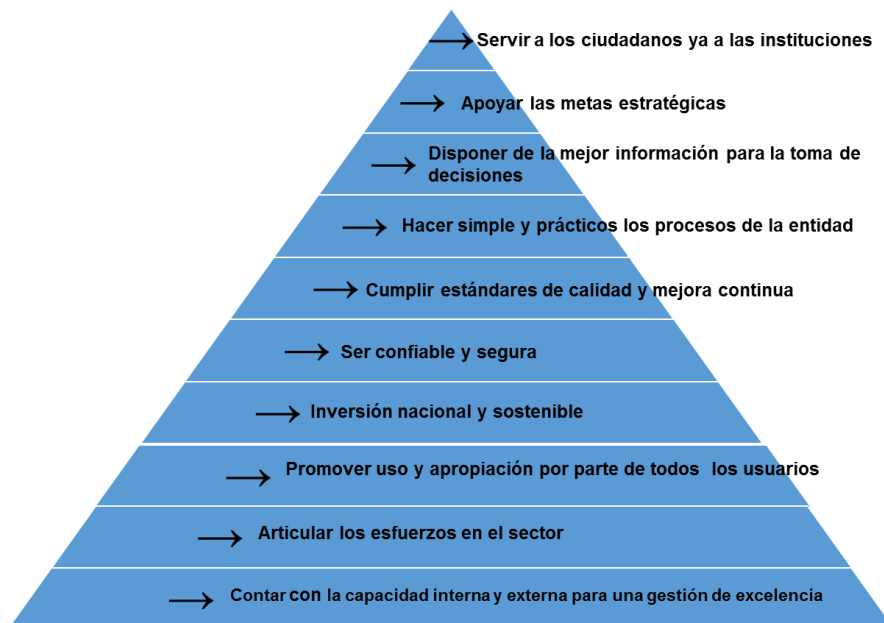 Servir a los ciudadanos ya a las instituciones
Apoyar las metas estratégicas
Disponer de la mejor información para la toma de
decisiones
Hacer simple y prácticos los procesos de la entidad
Cumplir estándares de calidad y mejora continua
Ser confiable y segura
Inversión nacional y sostenible
Promover uso y apropiación por parte de todos los usuarios
Articular los esfuerzos en el sector
Contar con la capacidad interna y externa para una gestión de excelencia